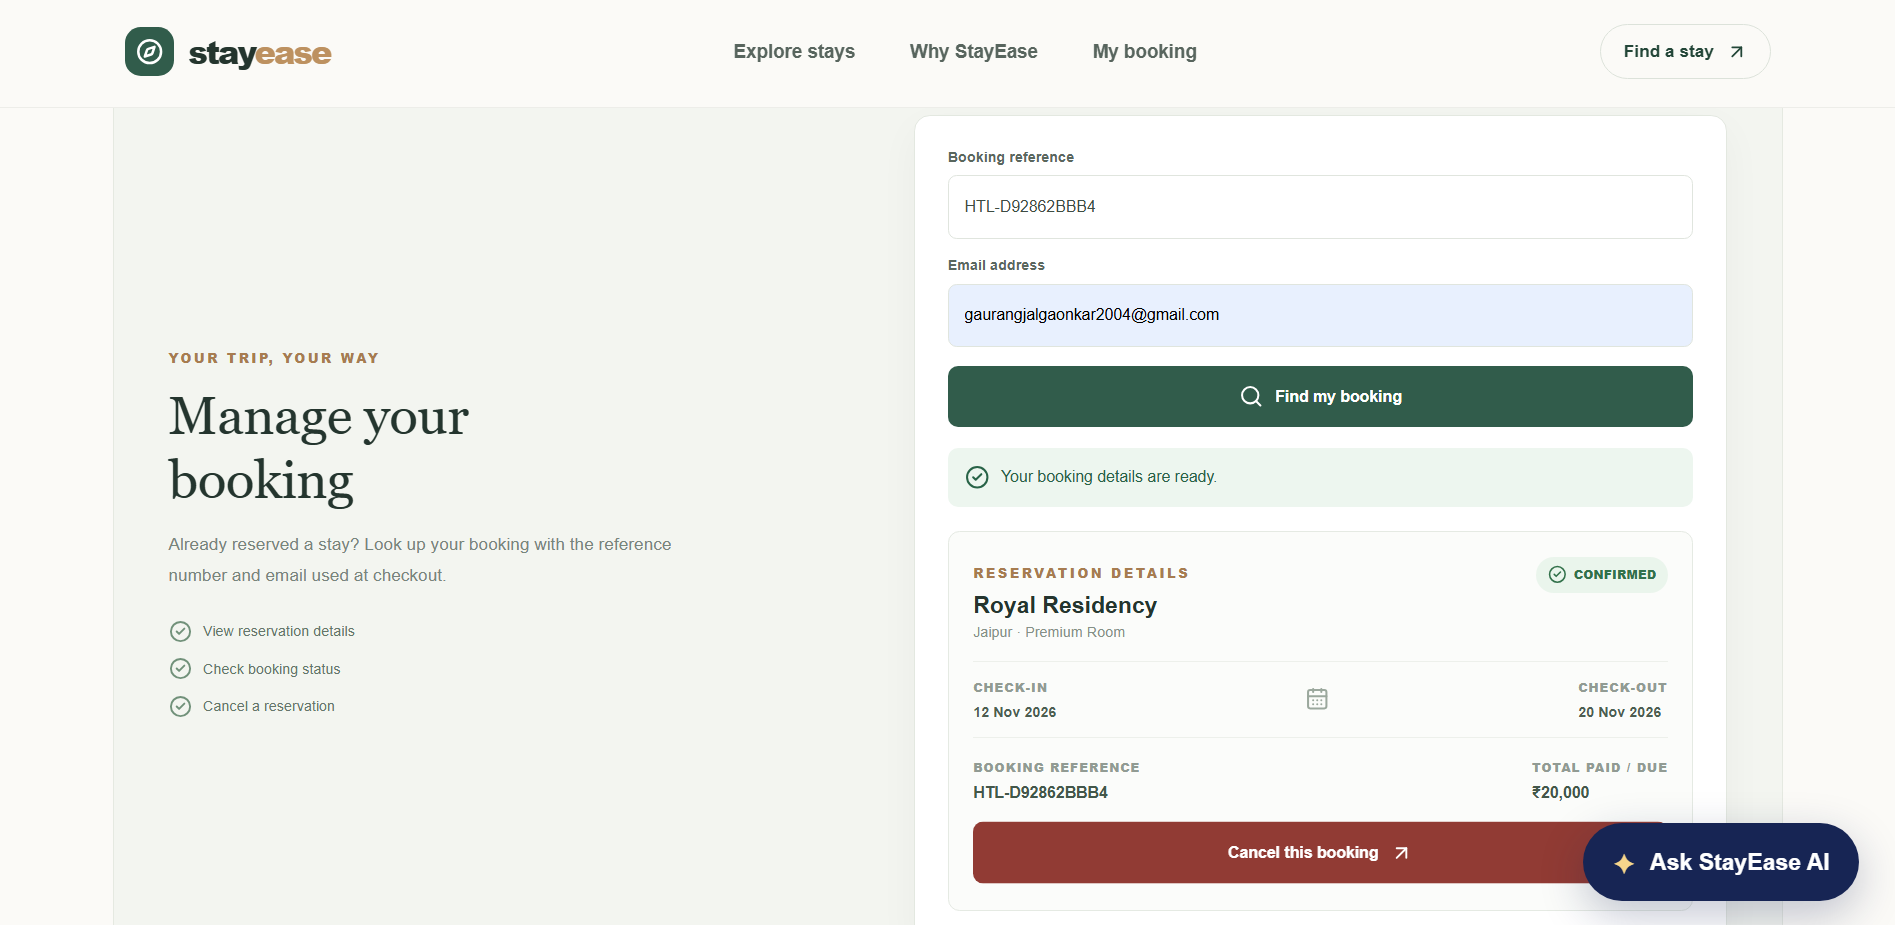 stayease
Explore stays
Why StayEase
My booking
Find a stay
YOUR TRIP, YOUR WAY
Manage your
booking
Already reserved a stay? Look up your booking with the reference
number and email used at checkout.
View reservation details
Check booking status
Cancel a reservation
Booking reference
HTL-D92862BBB4
Email address
gaurangjalgaonkar2004@gmail.com
Find my booking
Your booking details are ready.
RESERVATION DETAILS
CONFIRMED
Royal Residency
Jaipur · Premium Room
CHECK-IN
12 Nov 2026
CHECK-OUT
20 Nov 2026
BOOKING REFERENCE
HTL-D92862BBB4
TOTAL PAID / DUE
₹20,000
Cancel this booking
Ask StayEase AI